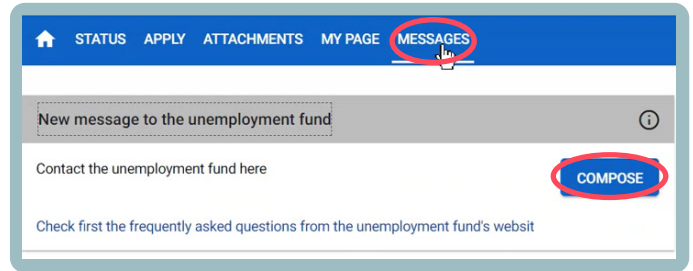 STATUS APPLY ATTACHMENTS MY PAGE MESSAGES
New message to the unemployment fund
Contact the unemployment fund here
COMPOSE
Check first the frequently asked questions from the unemployment fund's websit